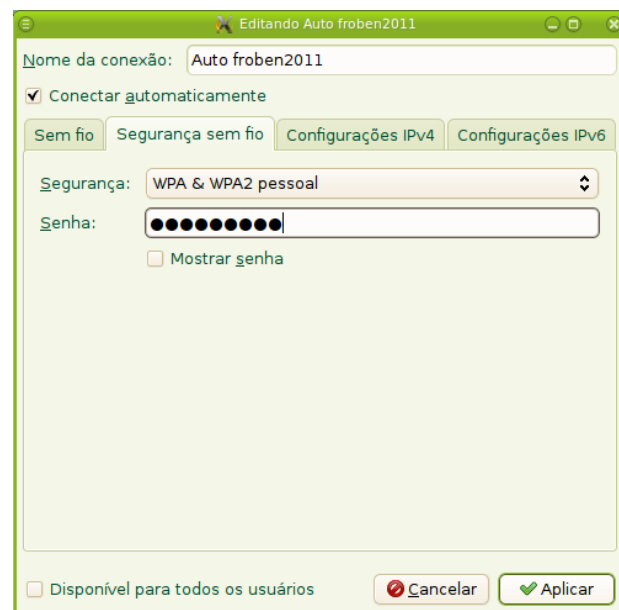 Editando Auto froben2011
Nome da conexão: Auto froben2011
Conectar automaticamente
Sem fio Segurança sem fio Configurações IPv4 Configurações IPv6
Segurança: WPA & WPA2 pessoal
Senha: ●●●●●●●●●
Mostrar senha
Disponível para todos os usuários Cancelar Aplicar